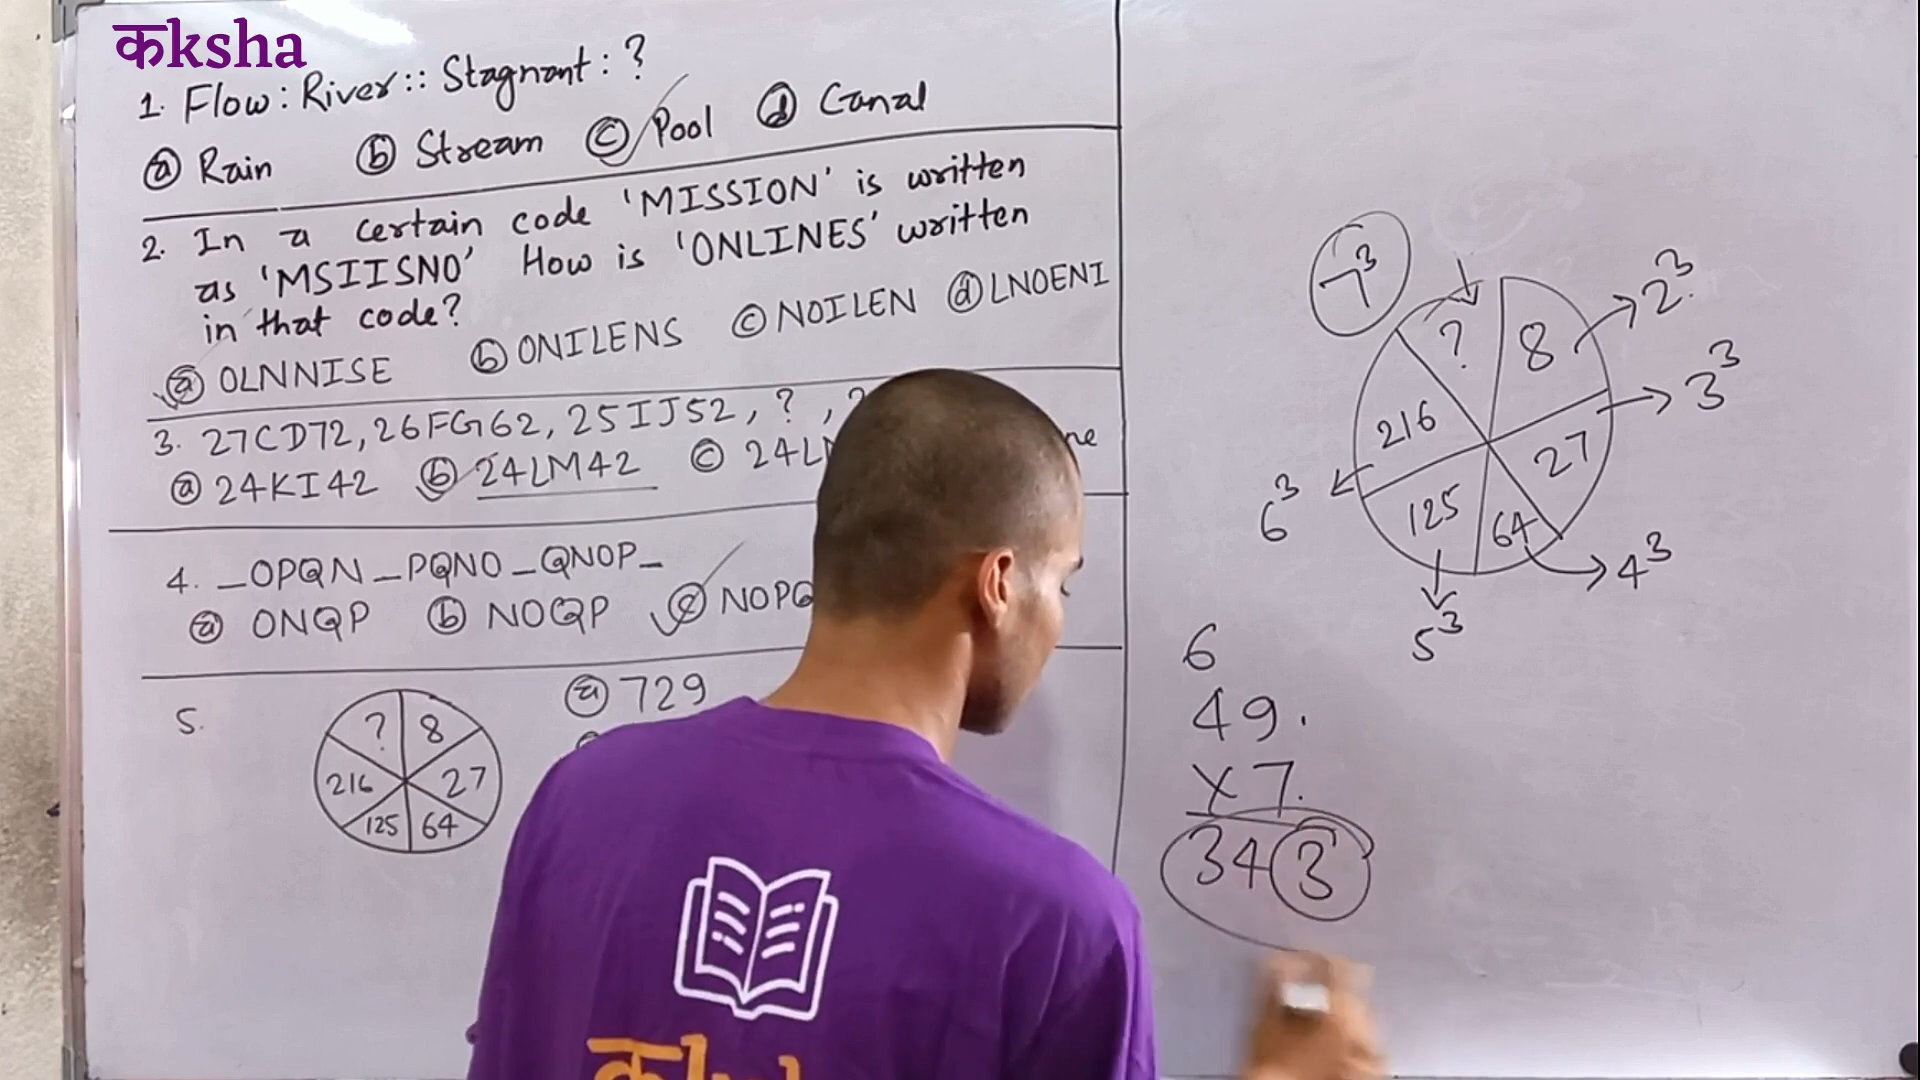 कksha
1. Flow : River :: Stagnant : ?
ⓐ Rain ⓑ Stream ⓒ Pool ⓓ Canal
2. In a certain code 'MISSION' is written
as 'MSIISNO' How is 'ONLINES' written
in that code?
ⓐ OLNNISE ⓑ ONILENS ⓒ NOILEN ⓓ LNOENI
3. 27CD72, 26FG62, 25IJ52, ?,
ⓐ 24KI42 ⓑ 24LM42 ⓒ
4. _OPQN_PQNO_QNOP_
ⓐ ONQP ⓑ NOQP ⓒ NOPQ
5.
ⓐ 729
? 8
216 27
125 64
7³
? 8 2³
216 27 3³
125 64 4³
6³
5³
6
49.
X 7.
343